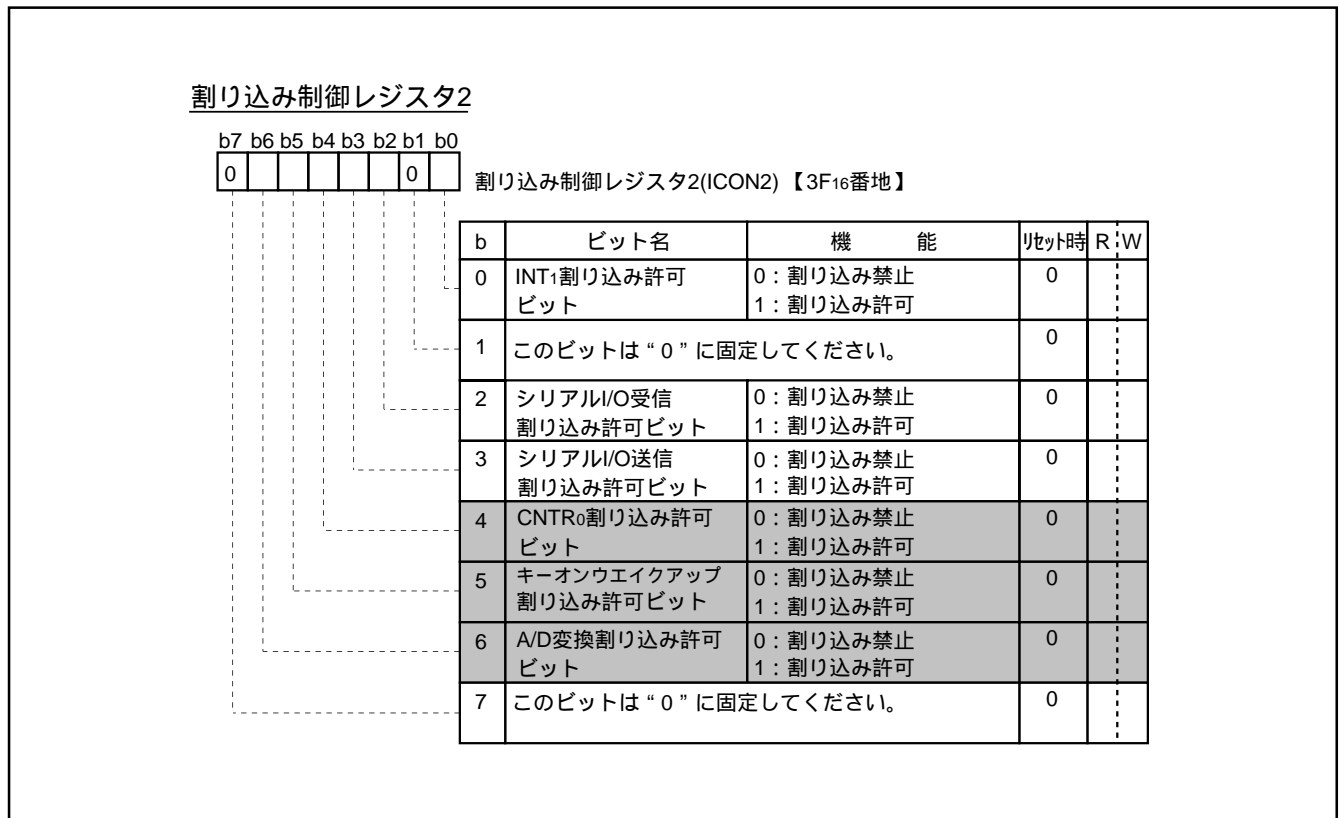 割り込み制御レジスタ2
b7 b6 b5 b4 b3 b2 b1 b0
0 0
割り込み制御レジスタ2(ICON2)【3F16番地】
b ビット名 機 能 リセット時 R W
0 INT1割り込み許可 0：割り込み禁止 0
ビット 1：割り込み許可
1 このビットは“0”に固定してください。 0
2 シリアルI/O受信 0：割り込み禁止 0
割り込み許可ビット 1：割り込み許可
3 シリアルI/O送信 0：割り込み禁止 0
割り込み許可ビット 1：割り込み許可
4 CNTR0割り込み許可 0：割り込み禁止 0
ビット 1：割り込み許可
5 キーオンウエイクアップ 0：割り込み禁止 0
割り込み許可ビット 1：割り込み許可
6 A/D変換割り込み許可 0：割り込み禁止 0
ビット 1：割り込み許可
7 このビットは“0”に固定してください。 0